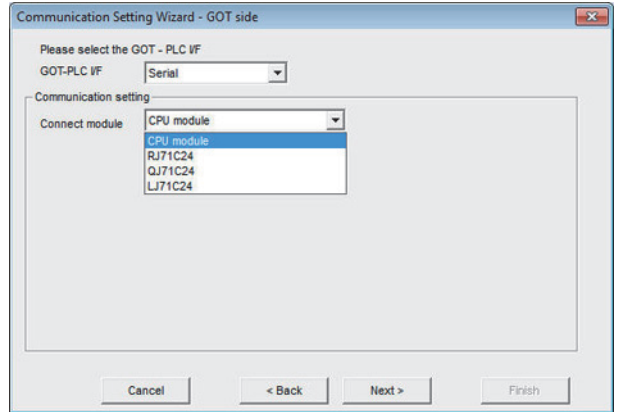 Communication Setting Wizard - GOT side
Please select the GOT - PLC I/F
GOT-PLC I/F Serial
Communication setting
Connect module CPU module
CPU module
RJ71C24
QJ71C24
LJ71C24
Cancel < Back Next > Finish